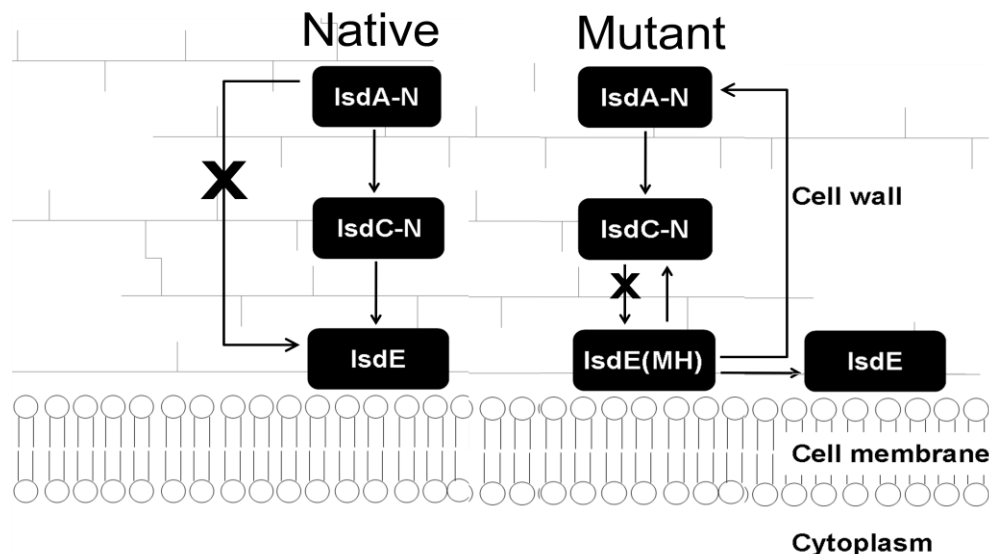 Native
Mutant
IsdA-N
IsdA-N
X
Cell wall
IsdC-N
IsdC-N
X
IsdE
IsdE(MH)
IsdE
Cell membrane
Cytoplasm